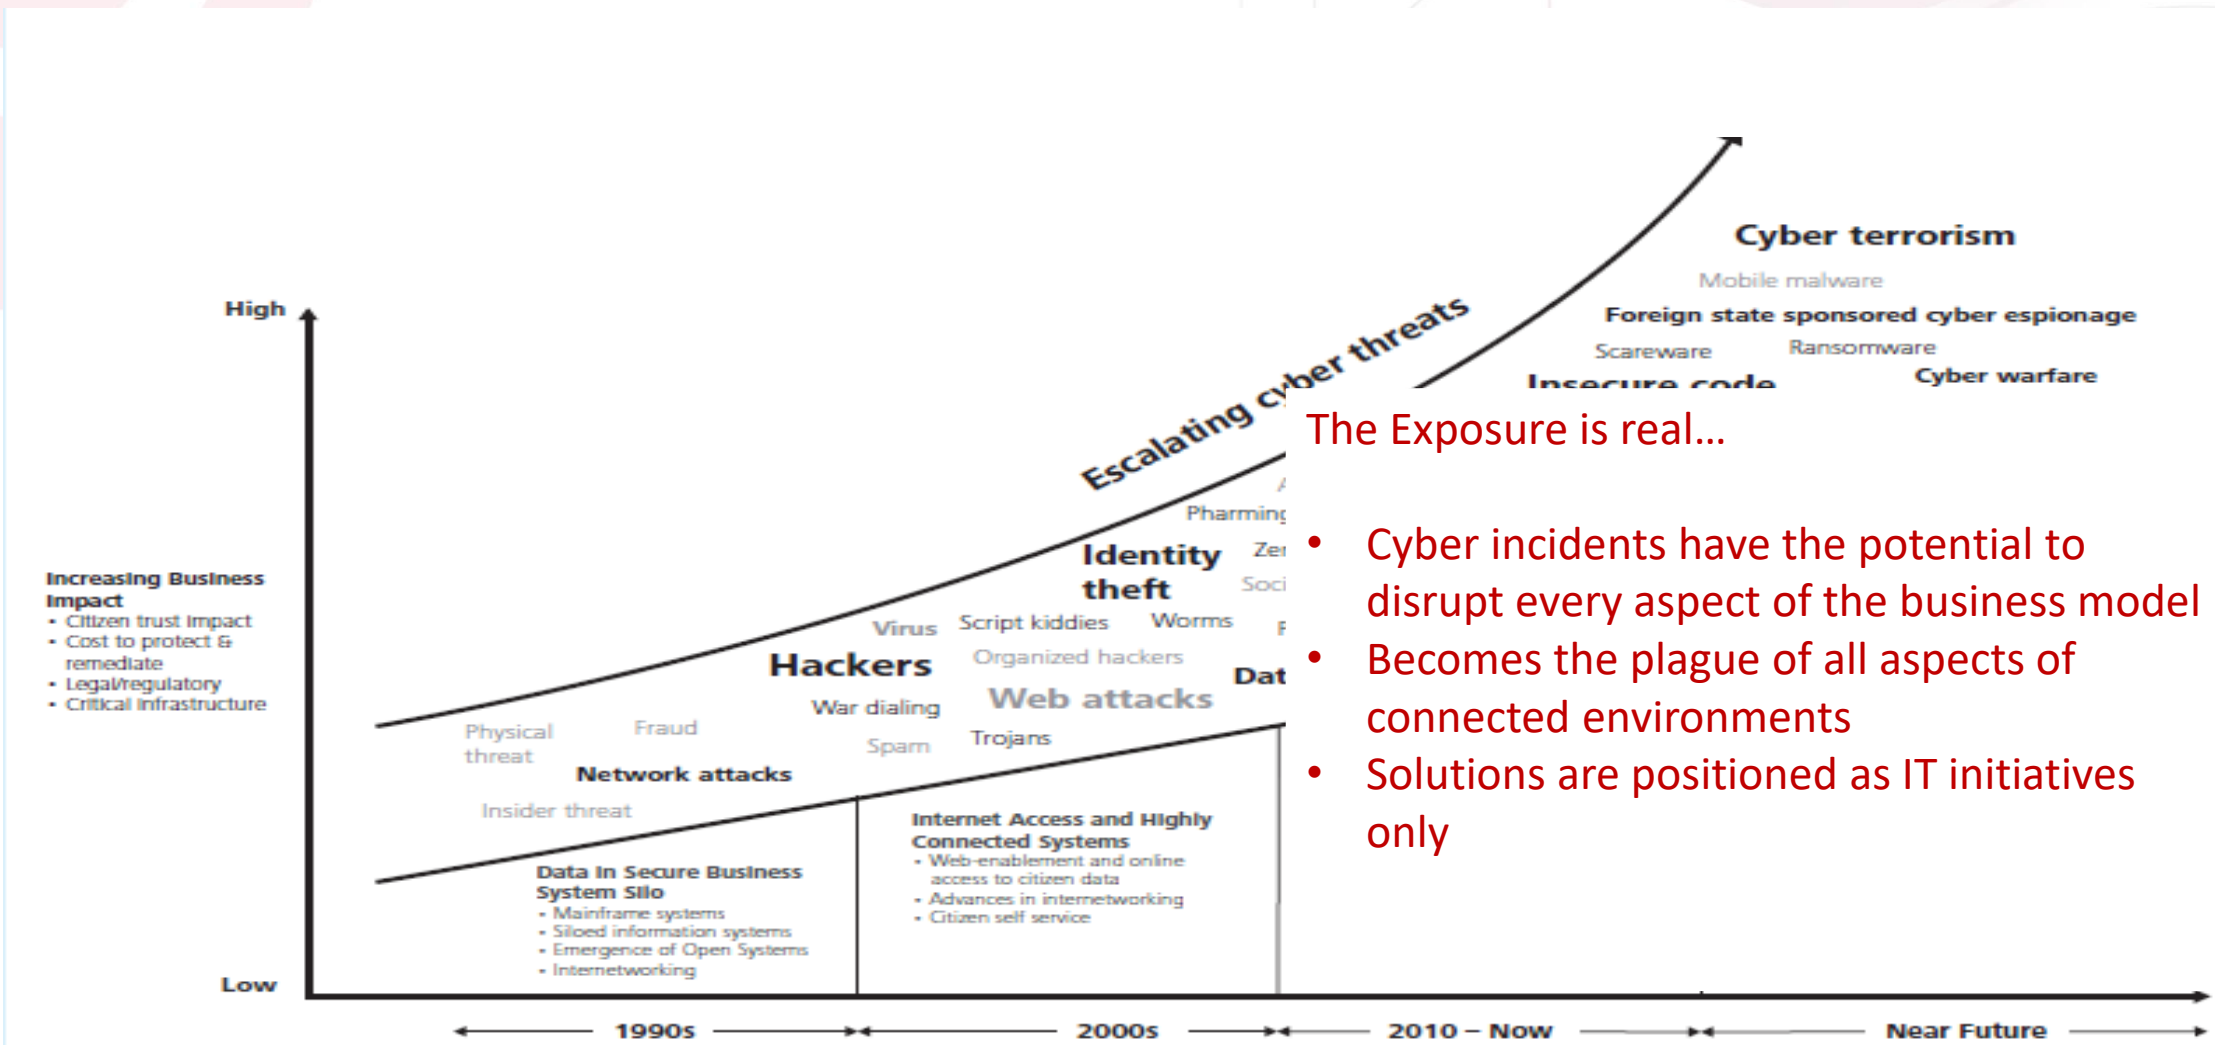 Cyber terrorism
Mobile malware
Foreign state sponsored cyber espionage
Scareware
Ransomware
Insecure code
Cyber warfare
High
Escalating cyber threats
The Exposure is real...
• Cyber incidents have the potential to
disrupt every aspect of the business model
• Becomes the plague of all aspects of
connected environments
• Solutions are positioned as IT initiatives
only
Pharming
Identity
theft
Virus
Script kiddies
Worms
Hackers
Organized hackers
War dialing
Web attacks
Spam
Trojans
Physical
threat
Fraud
Network attacks
Insider threat
Increasing Business
Impact
• Citizen trust impact
• Cost to protect &
remediate
• Legal/regulatory
• Critical infrastructure
Data In Secure Business
System Silo
• Mainframe systems
• Siloed information systems
• Emergence of Open Systems
• Internetworking
Internet Access and Highly
Connected Systems
• Web-enablement and online
access to citizen data
• Advances in internetworking
• Citizen self service
Low
1990s
2000s
2010 – Now
Near Future